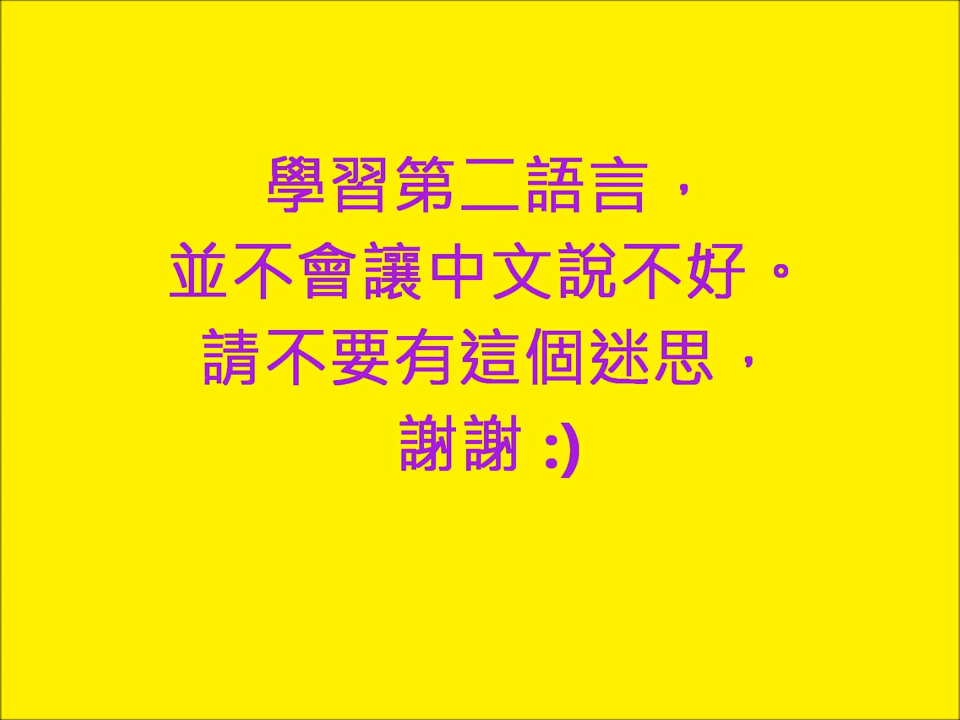 學習第二語言，
並不會讓中文說不好。
請不要有這個迷思，
謝謝 :)